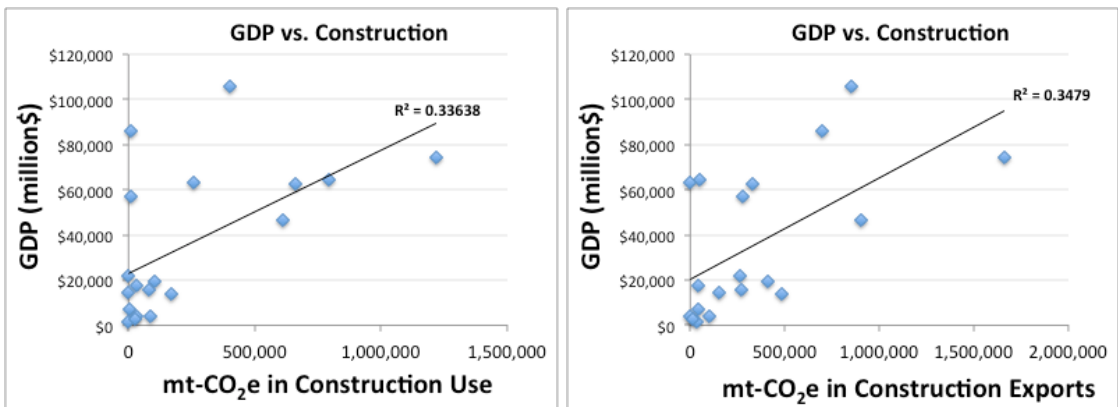 GDP vs. Construction
$120,000
$100,000
$80,000
$60,000
$40,000
$20,000
$0
GDP (million$)
R² = 0.33638
0 500,000 1,000,000 1,500,000
mt-CO₂e in Construction Use
GDP vs. Construction
$120,000
$100,000
$80,000
$60,000
$40,000
$20,000
$0
GDP (million$)
R² = 0.3479
0 500,000 1,000,000 1,500,000 2,000,000
mt-CO₂e in Construction Exports